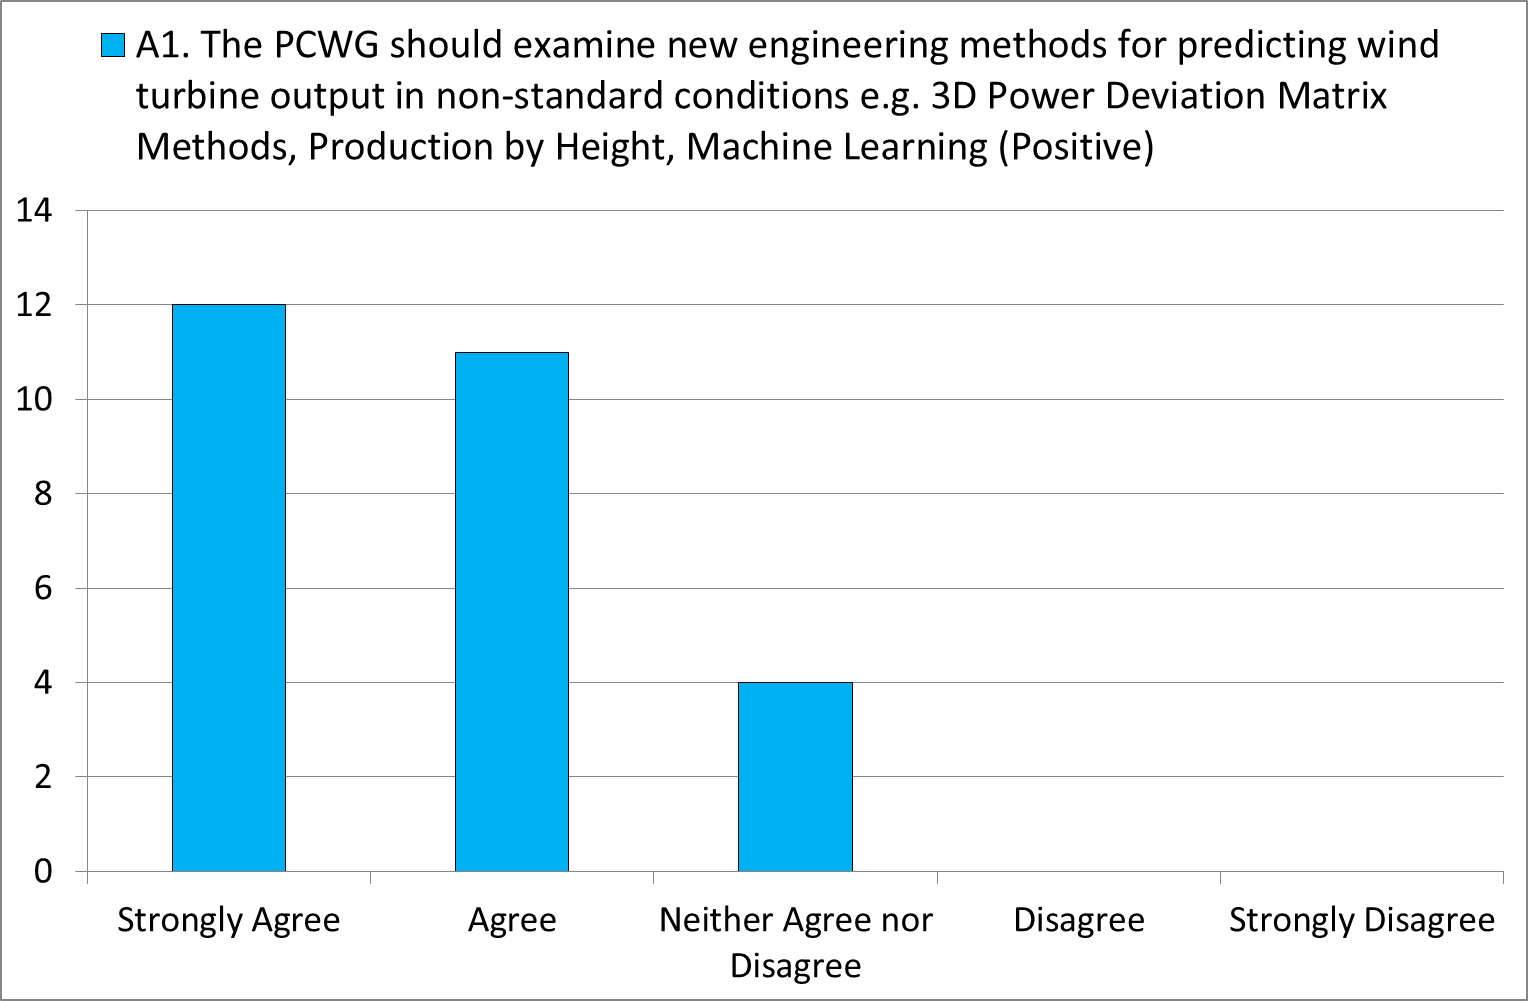 A1. The PCWG should examine new engineering methods for predicting wind
turbine output in non-standard conditions e.g. 3D Power Deviation Matrix
Methods, Production by Height, Machine Learning (Positive)
14
12
10
8
6
4
2
0
Strongly Agree
Agree
Neither Agree nor
Disagree
Disagree
Strongly Disagree